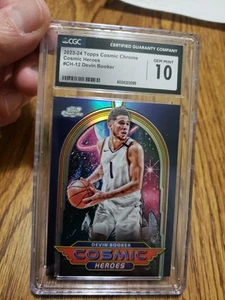 CGC
CERTIFIED GUARANTY COMPANY
2023-24 Topps Cosmic Chrome
Cosmic Heroes
#CH-12 Devin Booker
GEM MINT
10
1
DEVIN BOOKER
COSMIC
HEROES